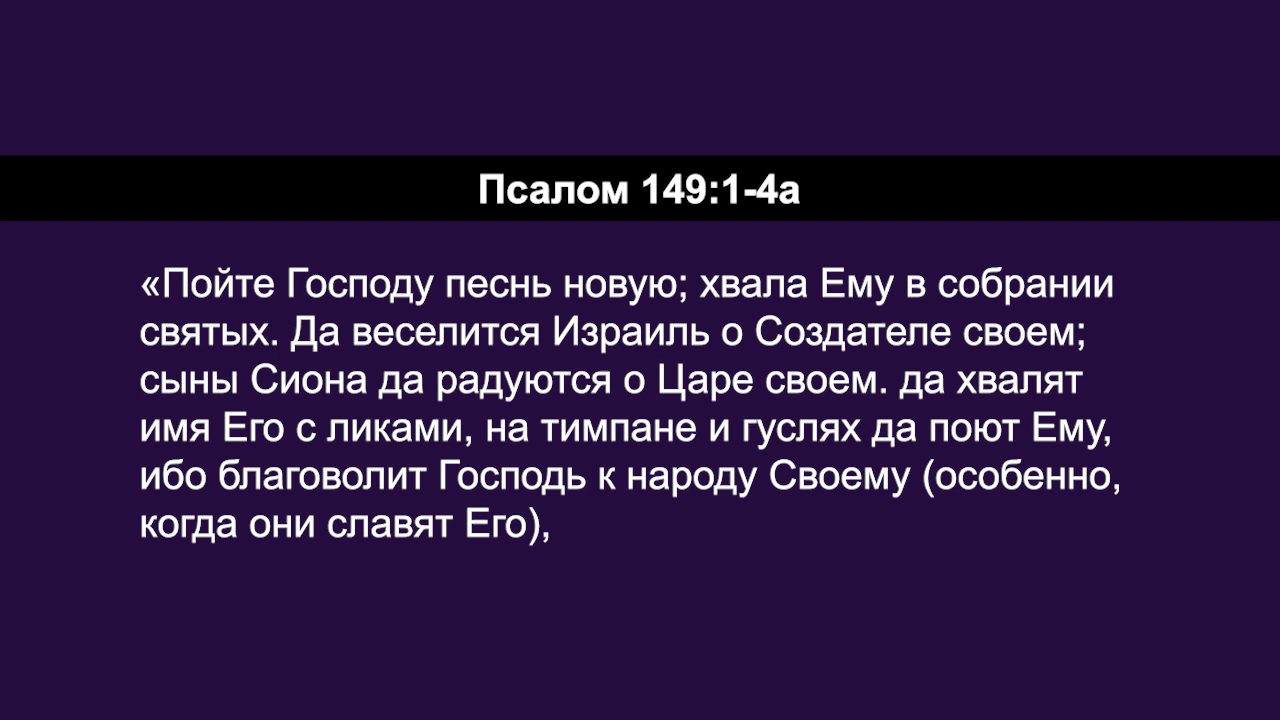 Псалом 149:1-4а
«Пойте Господу песнь новую; хвала Ему в собрании
святых. Да веселится Израиль о Создателе своем;
сыны Сиона да радуются о Царе своем. да хвалят
имя Его с ликами, на тимпане и гуслях да поют Ему,
ибо благоволит Господь к народу Своему (особенно,
когда они славят Его),